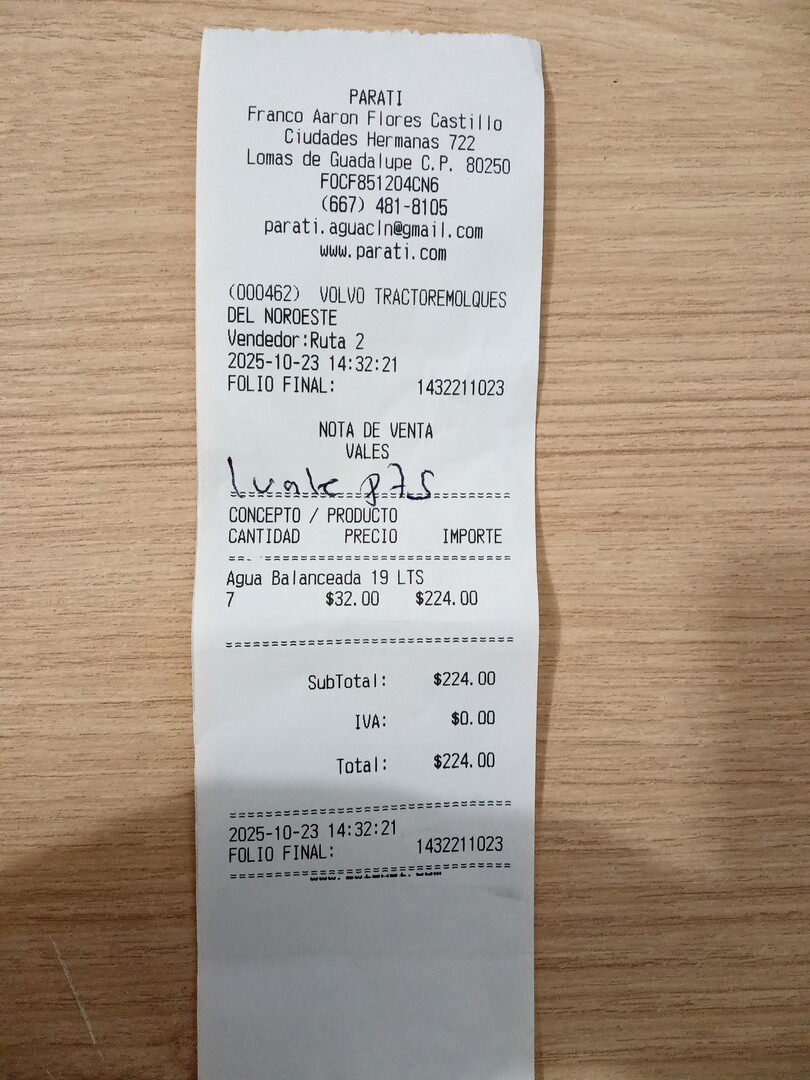 PARATI
Franco Aaron Flores Castillo
Ciudades Hermanas 722
Lomas de Guadalupe C.P. 80250
FOCF851204CN6
(667) 481-8105
parati.aguacln@gmail.com
www.parati.com
(000462) VOLVO TRACTOREMOLQUES
DEL NOROESTE
Vendedor:Ruta 2
2025-10-23 14:32:21
FOLIO FINAL: 1432211023
NOTA DE VENTA
VALES
CONCEPTO / PRODUCTO
CANTIDAD PRECIO IMPORTE
Agua Balanceada 19 LTS
7 $32.00 $224.00
SubTotal: $224.00
IVA: $0.00
Total: $224.00
2025-10-23 14:32:21
FOLIO FINAL: 1432211023